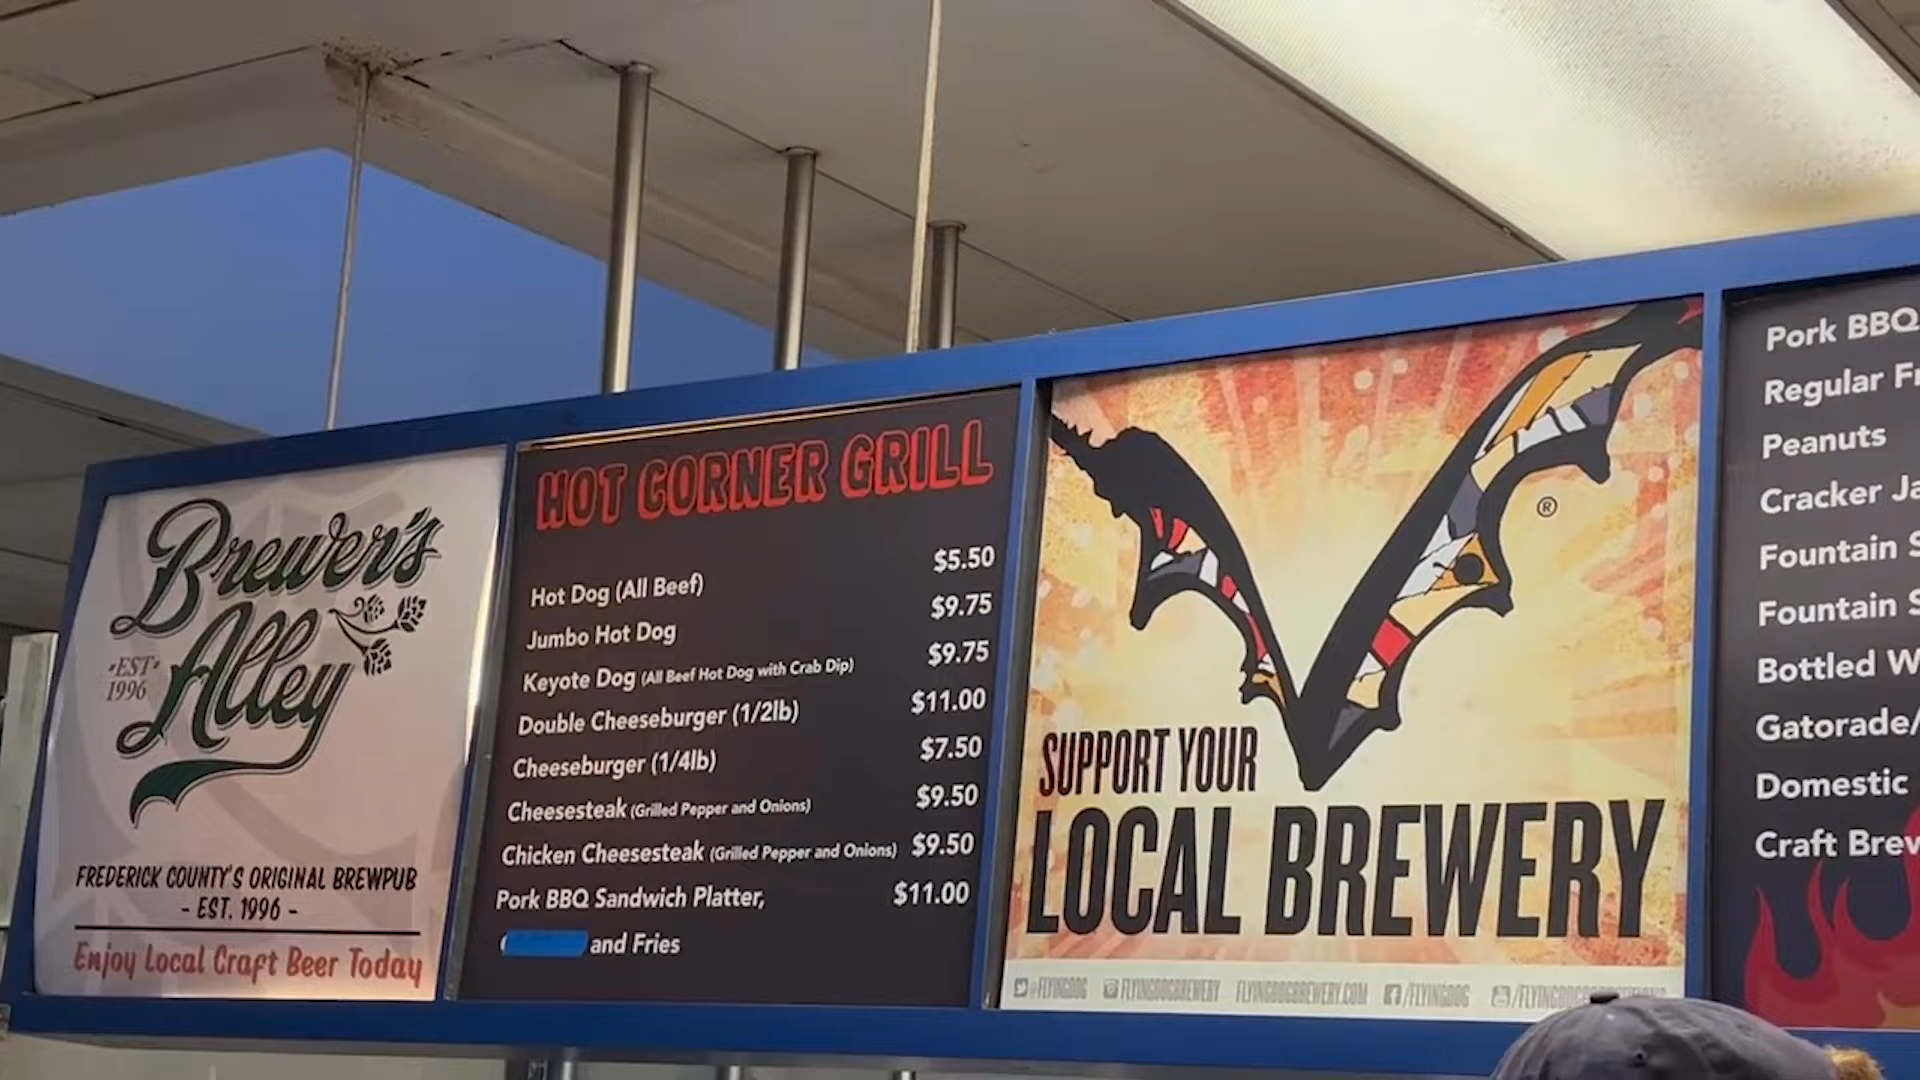 Brewer's
Alley
EST
1996
FREDERICK COUNTY'S ORIGINAL BREWPUB
- EST. 1996 -
Enjoy Local Craft Beer Today
HOT CORNER GRILL
Hot Dog (All Beef) $5.50
Jumbo Hot Dog $9.75
Keyote Dog (All Beef Hot Dog with Crab Dip) $9.75
Double Cheeseburger (1/2lb) $11.00
Cheeseburger (1/4lb) $7.50
Cheesesteak (Grilled Pepper and Onions) $9.50
Chicken Cheesesteak (Grilled Pepper and Onions) $9.50
Pork BBQ Sandwich Platter, $11.00
and Fries
®
SUPPORT YOUR
LOCAL BREWERY
@FLYINGDOG FLYINGDOGBREWERY FLYINGDOGBREWERY.COM /FLYINGDOG
Pork BBQ
Regular
Peanuts
Cracker
Fountain
Fountain
Bottled
Gatorade/
Domestic
Craft